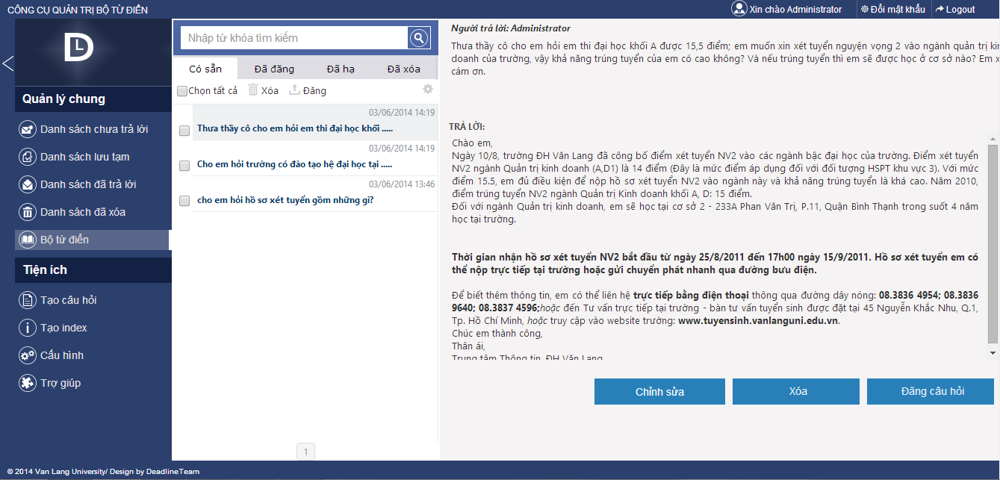 CÔNG CỤ QUẢN TRỊ BỘ TỪ ĐIỂN
Xin chào Administrator
Đổi mật khẩu
Logout
DL
Quản lý chung
Danh sách chưa trả lời
Danh sách lưu tạm
Danh sách đã trả lời
Danh sách đã xóa
Bộ từ điển
Tiện ích
Tạo câu hỏi
Tạo index
Cấu hình
Trợ giúp
Nhập từ khóa tìm kiếm
Có sẵn Đã đăng Đã hạ Đã xóa
Chọn tất cả Xóa Đăng
03/06/2014 14:19
Thưa thầy cô cho em hỏi em thi đại học khối .....
03/06/2014 14:19
Cho em hỏi trường có đào tạo hệ đại học tại .....
03/06/2014 13:46
cho em hỏi hồ sơ xét tuyển gồm những gì?
1
Người trả lời: Administrator
Thưa thầy cô cho em hỏi em thi đại học khối A được 15,5 điểm; em muốn xin xét tuyển nguyện vọng 2 vào ngành quản trị
doanh của trường, vậy khả năng trúng tuyển của em có cao không? Và nếu trúng tuyển thì em sẽ được học ở cơ sở nào? Em
cám ơn.
TRẢ LỜI:
Chào em,
Ngày 10/8, trường ĐH Văn Lang đã công bố điểm xét tuyển NV2 vào các ngành bậc đại học của trường. Điểm xét tuyển
NV2 ngành Quản trị kinh doanh (A,D1) là 14 điểm (Đây là mức điểm áp dụng đối với đối tượng HSPT khu vực 3). Với mức
điểm 15.5, em đủ điều kiện để nộp hồ sơ xét tuyển NV2 vào ngành này và khả năng trúng tuyển là khá cao. Năm 2010,
điểm trúng tuyển NV2 ngành Quản trị Kinh doanh khối A, D: 15 điểm.
Đối với ngành Quản trị kinh doanh, em sẽ học tại cơ sở 2 - 233A Phan Văn Trị, P.11, Quận Bình Thạnh trong suốt 4 năm
học tại trường.
Thời gian nhận hồ sơ xét tuyển NV2 bắt đầu từ ngày 25/8/2011 đến 17h00 ngày 15/9/2011. Hồ sơ xét tuyển em có
thể nộp trực tiếp tại trường hoặc gửi chuyển phát nhanh qua đường bưu điện.
Để biết thêm thông tin, em có thể liên hệ trực tiếp bằng điện thoại thông qua đường dây nóng: 08.3836 4954; 08.3836
9640; 08.3837 4596;hoặc đến Tư vấn trực tiếp tại trường - bàn tư vấn tuyển sinh được đặt tại 45 Nguyễn Khắc Nhu, Q.1,
Tp. Hồ Chí Minh, hoặc truy cập vào website trường: www.tuyensinh.vanlanguni.edu.vn.
Chúc em thành công,
Thân ái,
Trung tâm Thông tin, ĐH Văn Lang
Chỉnh sửa
Xóa
Đăng câu hỏi
© 2014 Van Lang University/ Design by DeadlineTeam